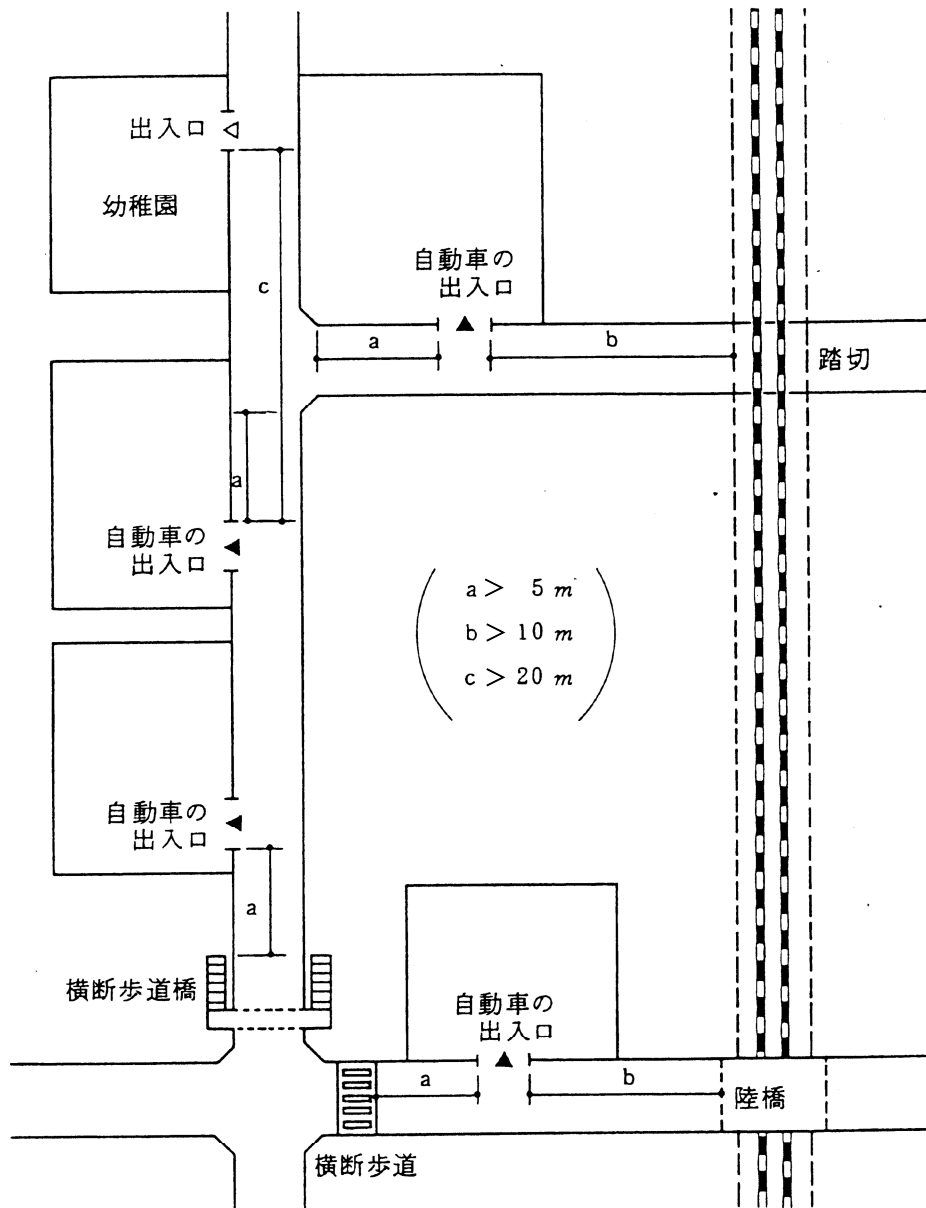 出入口
幼稚園
c
自動車の
出入口
a
b
踏切
a
自動車の
出入口
a > 5 m
b > 10 m
c > 20 m
自動車の
出入口
a
横断歩道橋
自動車の
出入口
a
b
陸橋
横断歩道